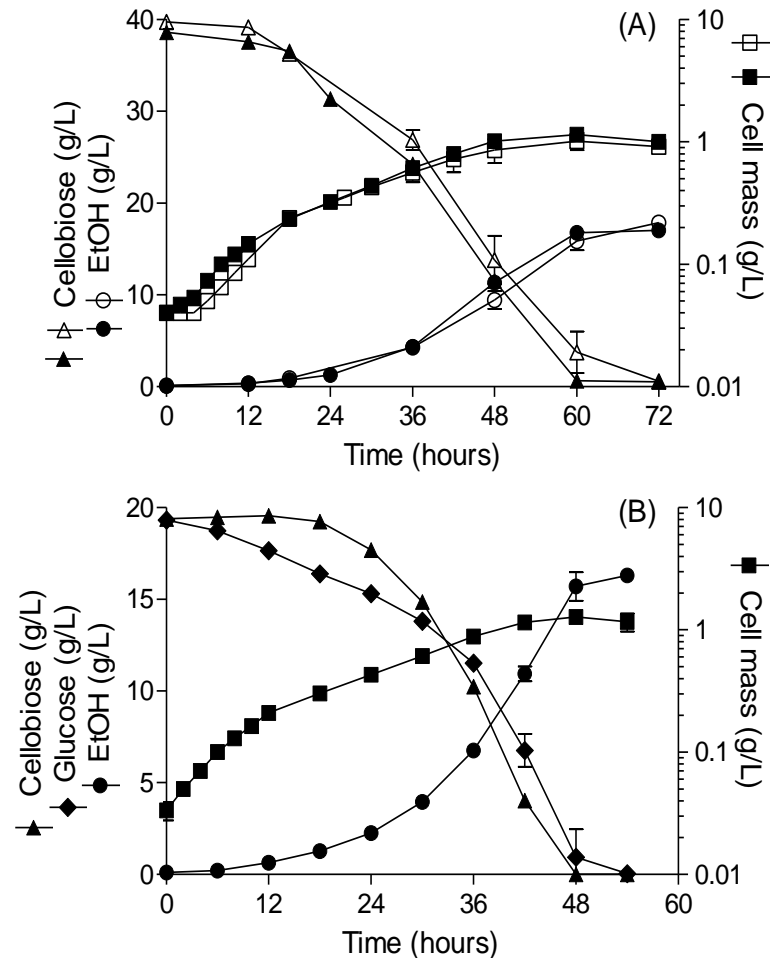 (A)
40
30
20
10
0
Cellobiose (g/L)
EtOH (g/L)
10
1
0.1
0.01
Cell mass (g/L)
0 12 24 36 48 60 72
Time (hours)
(B)
20
15
10
5
0
Cellobiose (g/L)
Glucose (g/L)
EtOH (g/L)
10
1
0.1
0.01
Cell mass (g/L)
0 12 24 36 48 60
Time (hours)